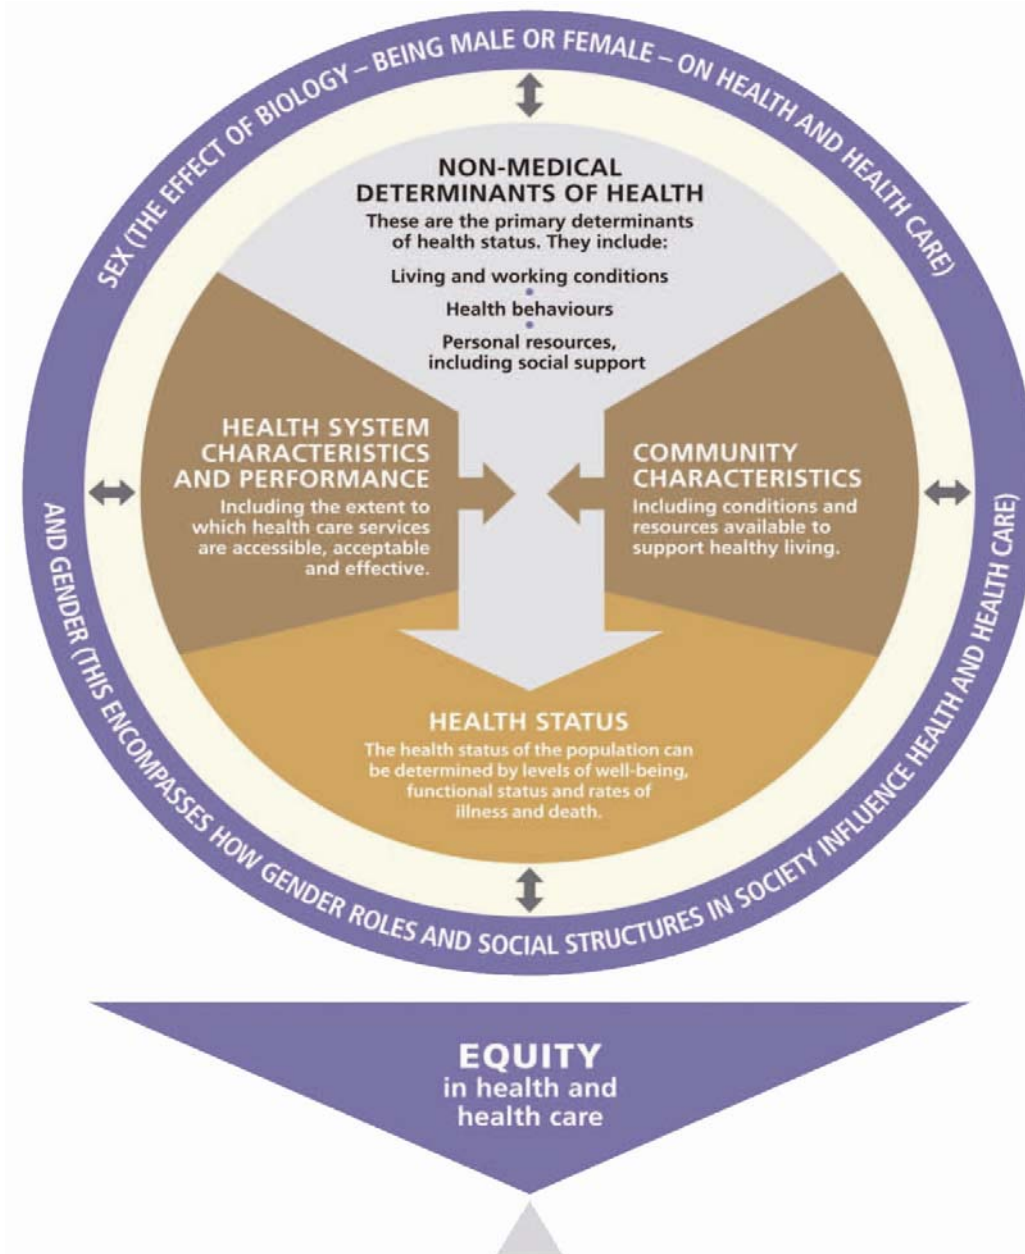 SEX (THE EFFECT OF BIOLOGY – BEING MALE OR FEMALE – ON HEALTH AND HEALTH CARE)
NON-MEDICAL
DETERMINANTS OF HEALTH
These are the primary determinants
of health status. They include:
Living and working conditions
•
Health behaviours
•
Personal resources,
including social support
HEALTH SYSTEM
CHARACTERISTICS
AND PERFORMANCE
Including the extent to
which health care services
are accessible, acceptable
and effective.
COMMUNITY
CHARACTERISTICS
Including conditions and
resources available to
support healthy living.
HEALTH STATUS
The health status of the population can
be determined by levels of well-being,
functional status and rates of
illness and death.
AND GENDER (THIS ENCOMPASSES HOW GENDER ROLES AND SOCIAL STRUCTURES IN SOCIETY INFLUENCE HEALTH AND HEALTH CARE)
EQUITY
in health and
health care